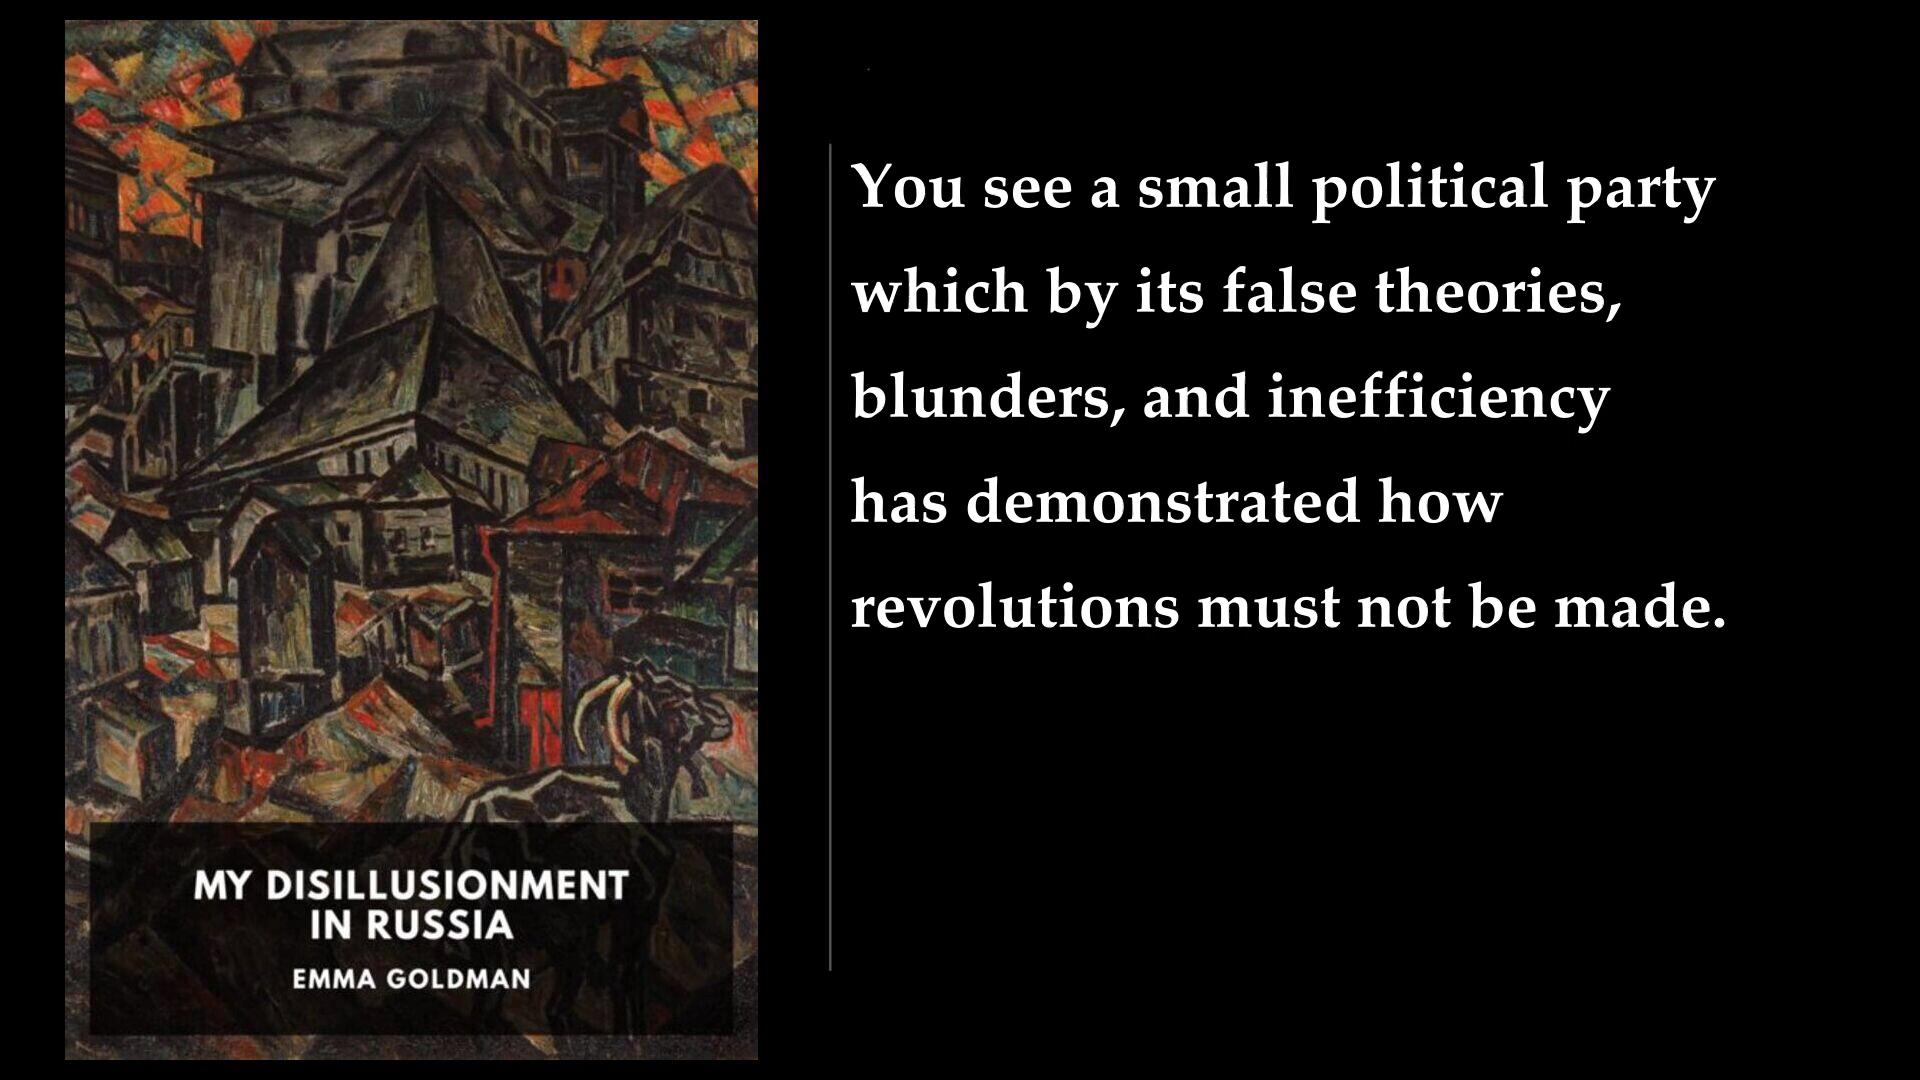 MY DISILLUSIONMENT
IN RUSSIA
EMMA GOLDMAN
You see a small political party
which by its false theories,
blunders, and inefficiency
has demonstrated how
revolutions must not be made.